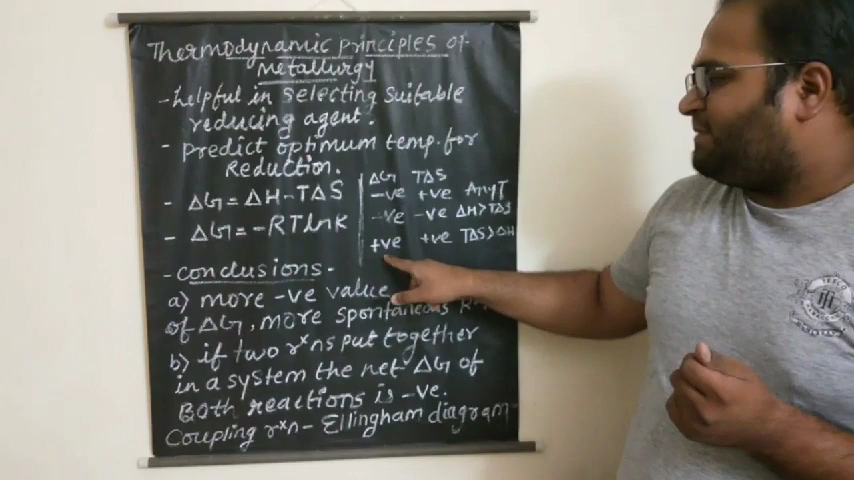 Thermodynamic principles of
metallurgy
- helpful in selecting suitable
reducing agent.
- Predict optimum temp. for
Reduction.
- ΔG = ΔH - TΔS
- ΔG = -RT lnK
ΔG TΔS
-ve +ve Any T
-ve -ve ΔH>TΔS
+ve +ve TΔS>ΔH
- conclusions -
a) more -ve value
of ΔG, more spontaneous
b) if two rxns put together
in a system the net ΔG of
Both reactions is -ve.
Coupling rxn - Ellingham diagram-